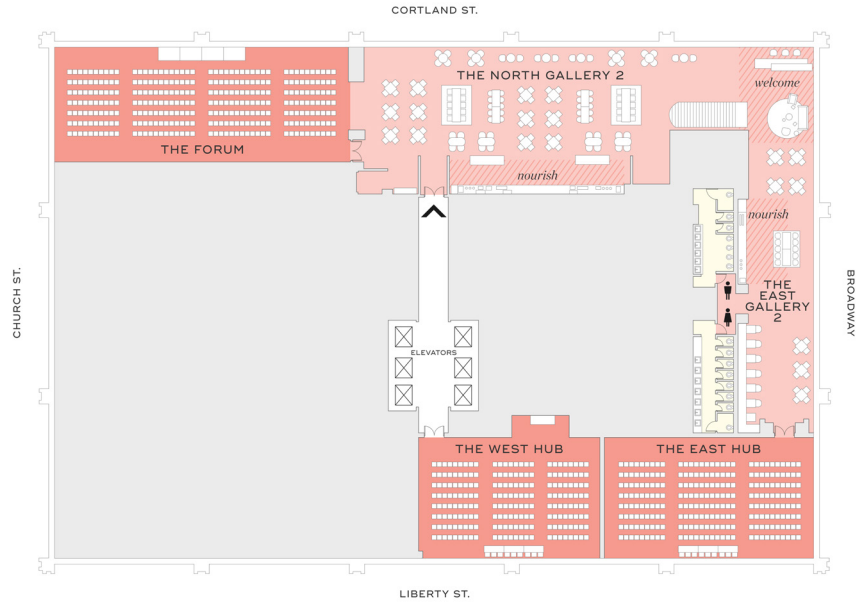 CORTLAND ST.
THE NORTH GALLERY 2
welcome
THE FORUM
nourish
nourish
CHURCH ST.
BROADWAY
THE
EAST
GALLERY
2
ELEVATORS
THE WEST HUB
THE EAST HUB
LIBERTY ST.